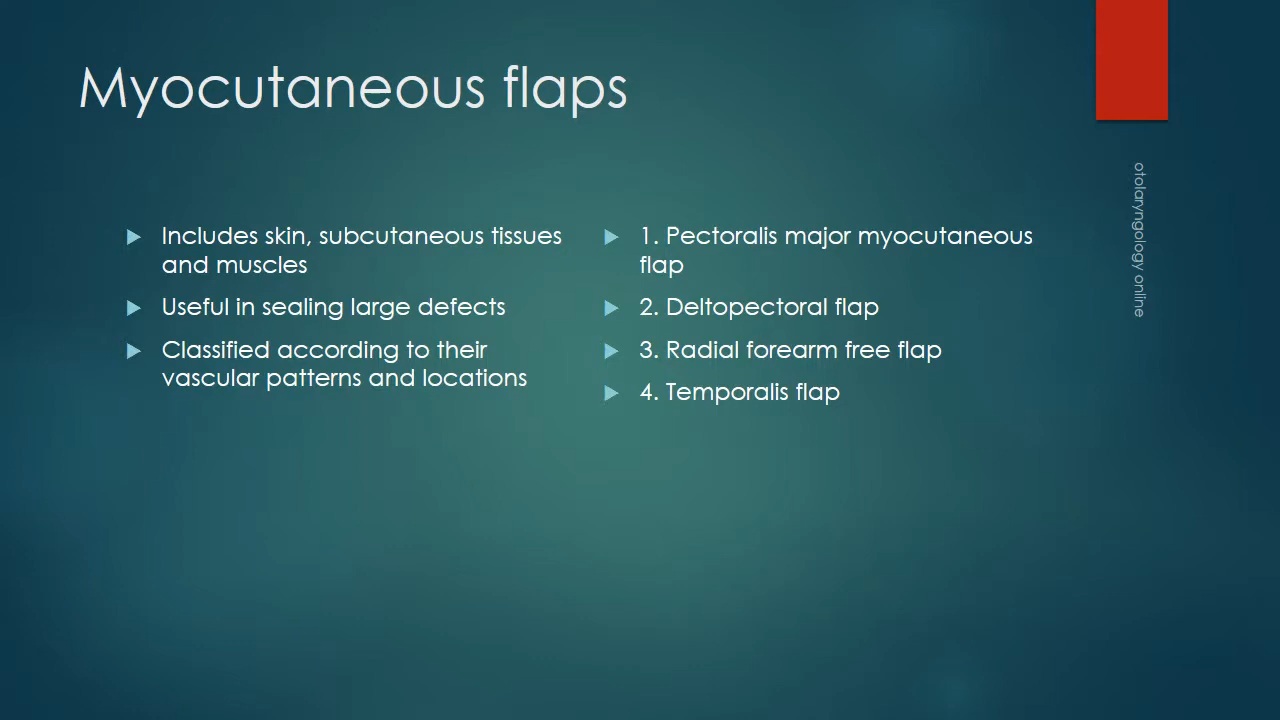 Myocutaneous flaps
Includes skin, subcutaneous tissues
and muscles
Useful in sealing large defects
Classified according to their
vascular patterns and locations
1. Pectoralis major myocutaneous
flap
2. Deltopectoral flap
3. Radial forearm free flap
4. Temporalis flap
otolaryngology online